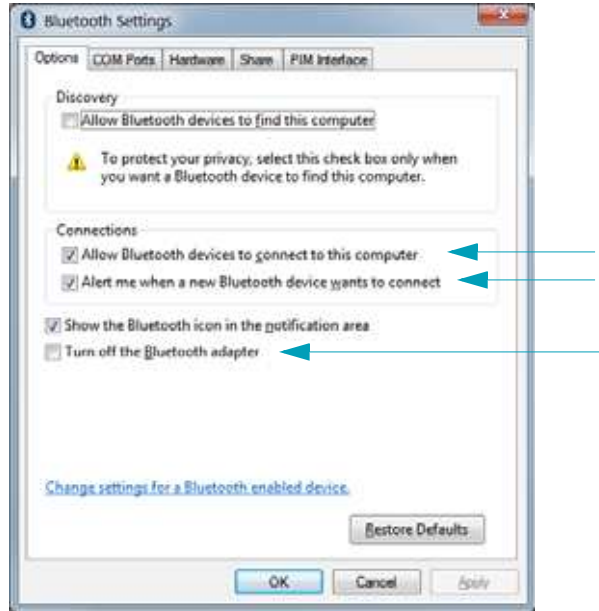 Bluetooth Settings
Options COM Ports Hardware Share PIM Interface
Discovery
Allow Bluetooth devices to find this computer
To protect your privacy, select this check box only when
you want a Bluetooth device to find this computer.
Connections
Allow Bluetooth devices to connect to this computer
Alert me when a new Bluetooth device wants to connect
Show the Bluetooth icon in the notification area
Turn off the Bluetooth adapter
Change settings for a Bluetooth enabled device.
Restore Defaults
OK Cancel Apply